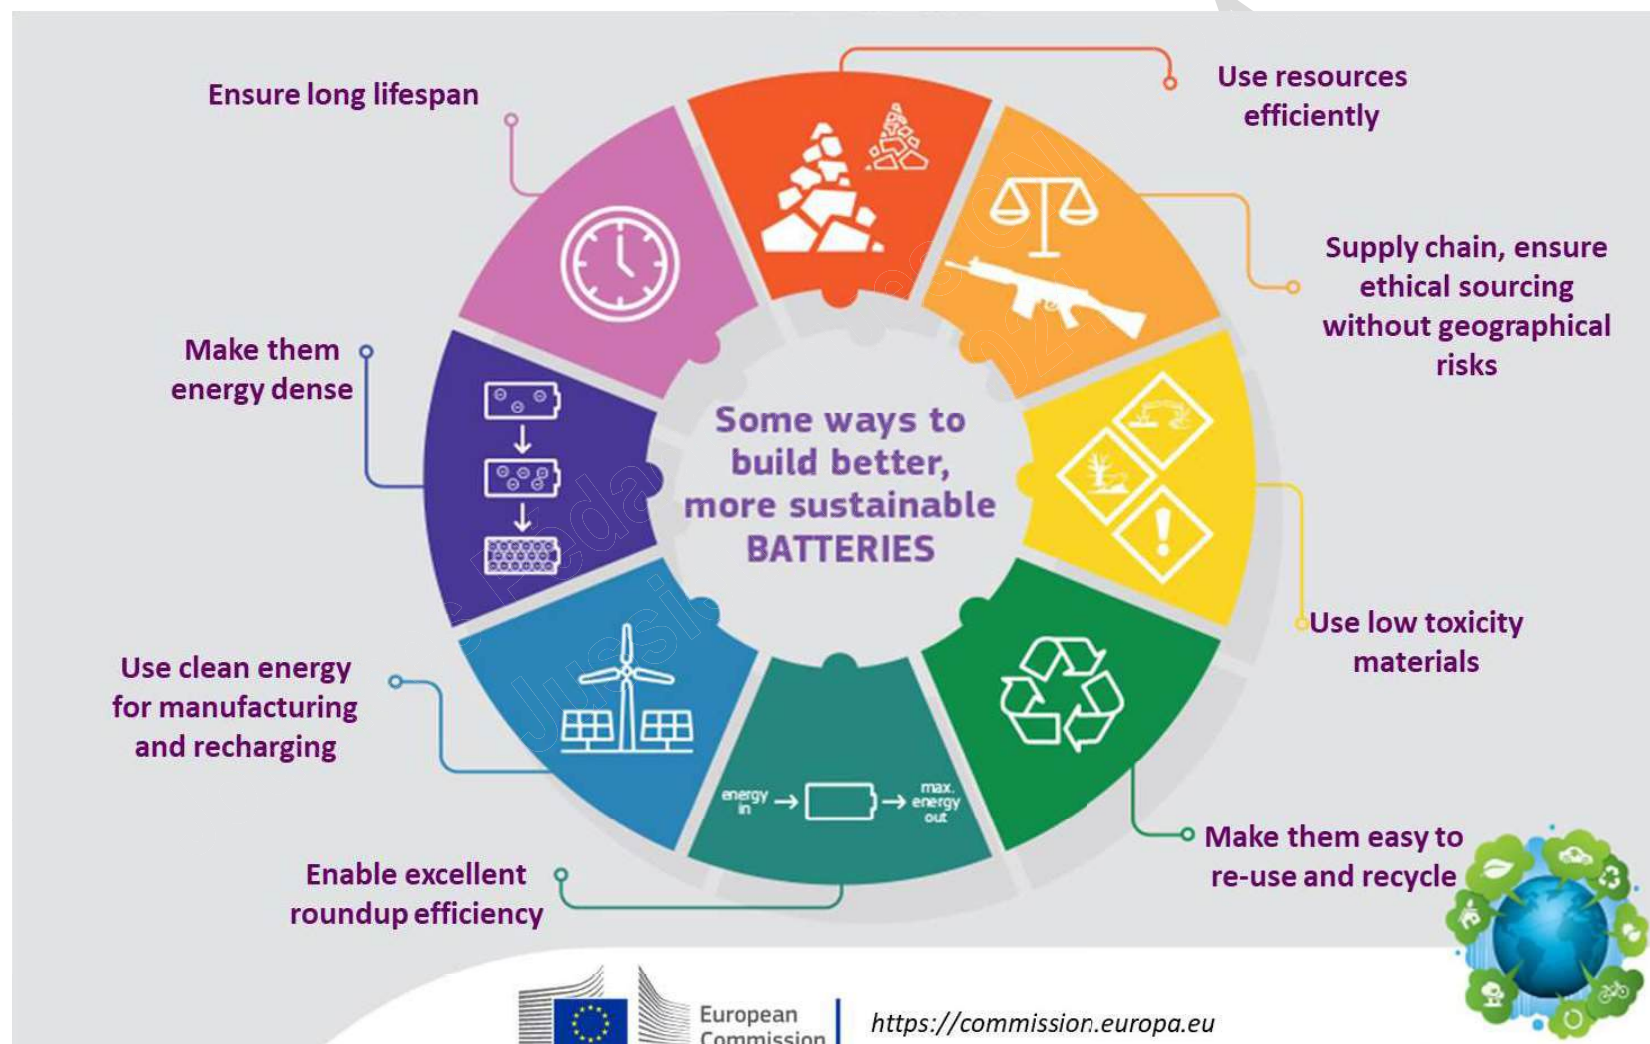 Ensure long lifespan
Use resources
efficiently
Supply chain, ensure
ethical sourcing
without geographical
risks
Make them
energy dense
Some ways to
build better,
more sustainable
BATTERIES
Use low toxicity
materials
Use clean energy
for manufacturing
and recharging
energy
in
max.
energy
out
Make them easy to
re-use and recycle
Enable excellent
roundup efficiency
European
Commission
https://commission.europa.eu